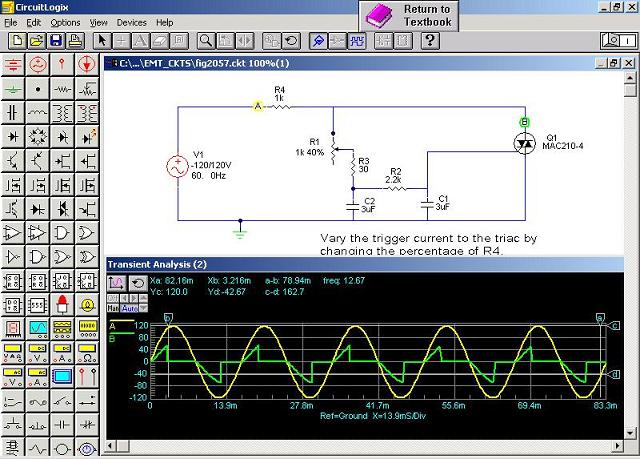 CircuitLogix
Return to
Textbook
File Edit Options View Devices Help
C:\...\EMT_CKTS\fig2057.ckt 100%(1)
A
R4
1k
B
Q1
MAC210-4
R1
1k 40%
V1
-120/120V
60. 0Hz
R3
30
R2
2.2k
C2
3uF
C1
3uF
Vary the trigger current to the triac by
changing the percentage of R4.
Transient Analysis (2)
Xa: 82.16m Xb: 3.216m a-b: 78.94m freq: 12.67
Yc: 120.0 Yd:-42.67 c-d: 162.7
Man Auto
b a
A 120 c
B 80
40
0
-40 d
-80
-120
0 13.9m 27.8m 41.7m 55.6m 69.4m 83.3m
Ref=Ground X=13.9mS/Div